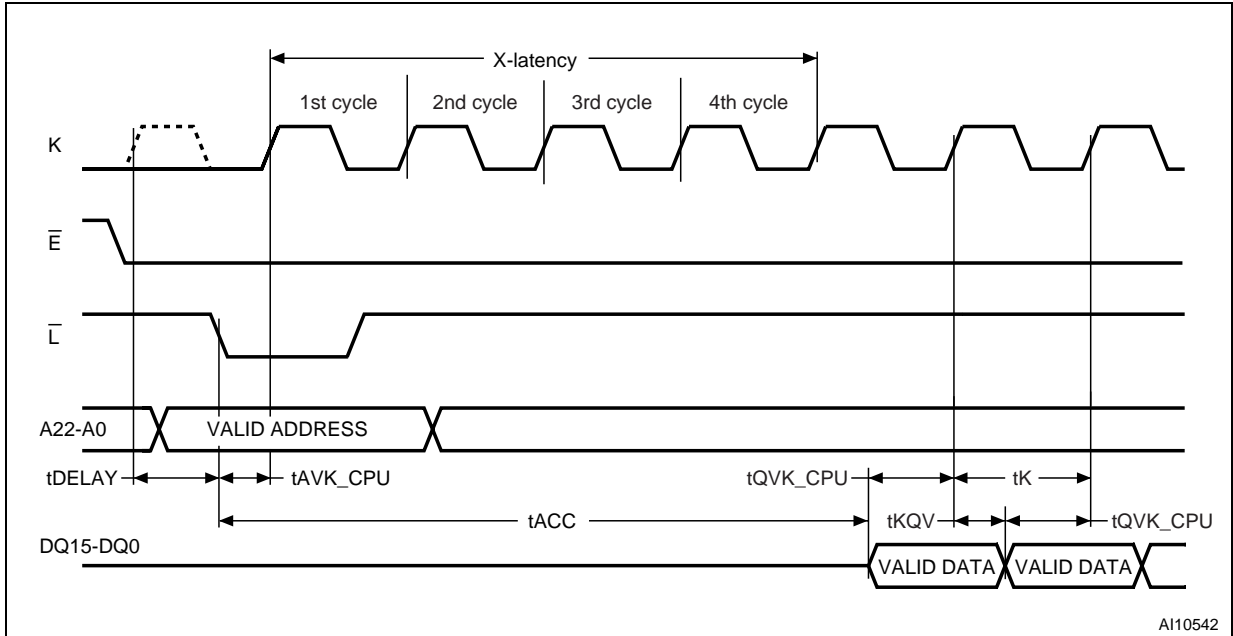 X-latency
1st cycle 2nd cycle 3rd cycle 4th cycle
K
E̅
L̅
A22-A0 VALID ADDRESS
tDELAY tAVK_CPU tQVK_CPU tK
tACC tKQV tQVK_CPU
DQ15-DQ0
VALID DATA VALID DATA
AI10542